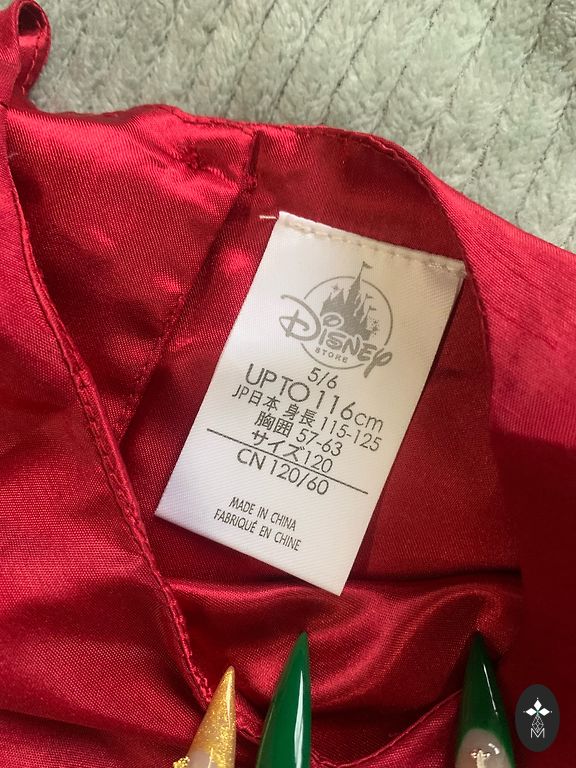 Disney
STORE
5/6
UP TO 116cm
JP日本 身長 115-125
胸囲 57-63
サイズ120
CN 120/60
MADE IN CHINA
FABRIQUÉ EN CHINE